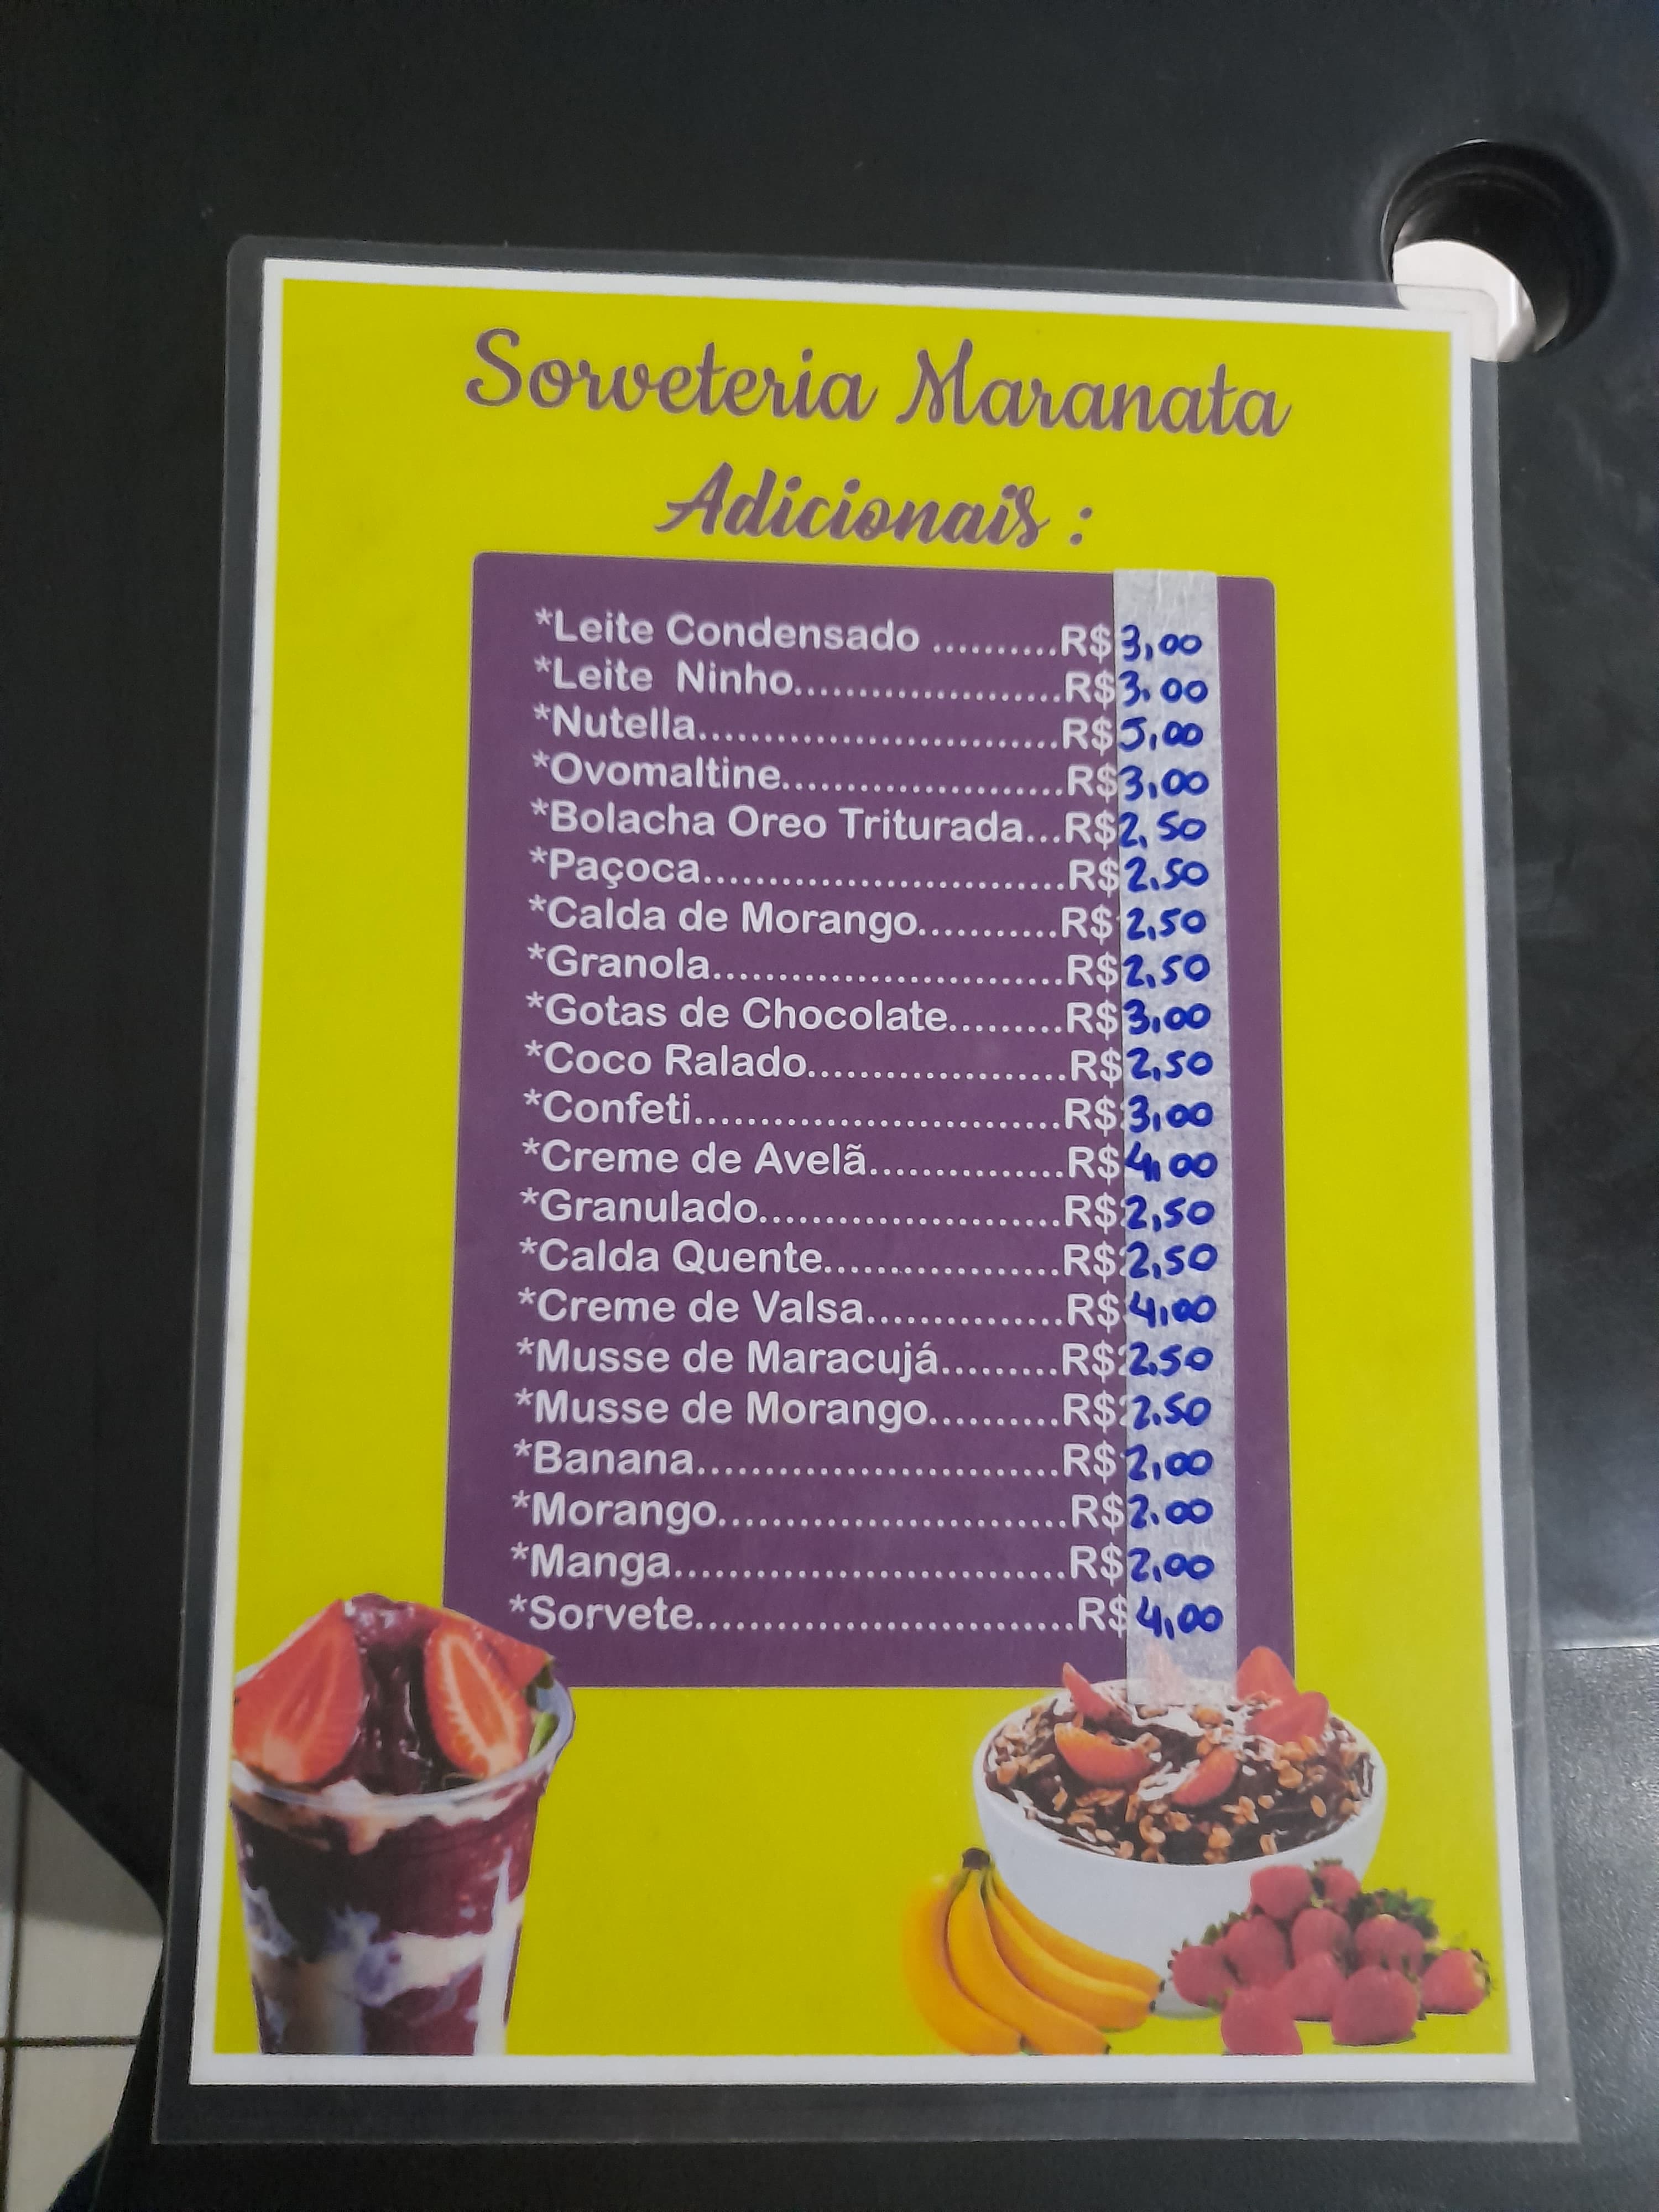 Sorveteria Maranata
Adicionais :
*Leite Condensado ..........R$3,00
*Leite Ninho.....................R$3,00
*Nutella............................R$5,00
*Ovomaltine......................R$3,00
*Bolacha Oreo Triturada...R$2,50
*Paçoca............................R$2,50
*Calda de Morango...........R$2,50
*Granola...........................R$2,50
*Gotas de Chocolate.........R$3,00
*Coco Ralado....................R$2,50
*Confeti............................R$3,00
*Creme de Avelã...............R$4,00
*Granulado.......................R$2,50
*Calda Quente..................R$2,50
*Creme de Valsa...............R$4,00
*Musse de Maracujá.........R$2,50
*Musse de Morango..........R$2,50
*Banana............................R$2,00
*Morango...........................R$2,00
*Manga..............................R$2,00
*Sorvete.............................R$4,00